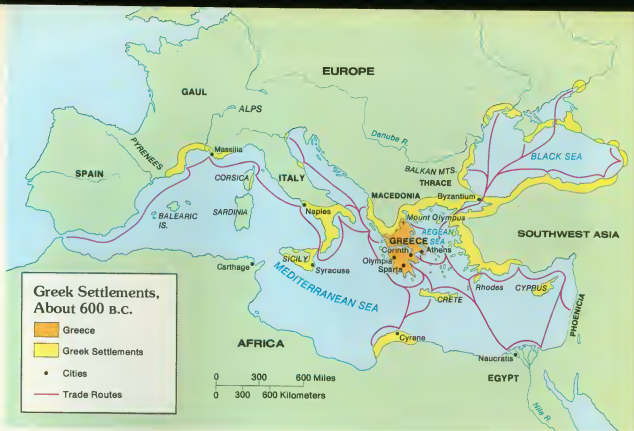 EUROPE
GAUL
ALPS
Danube R.
PYRENEES
Massilia
SPAIN
CORSICA
ITALY
BALKAN MTS.
THRACE
BLACK SEA
MACEDONIA
Byzantium
BALEARIC
IS.
SARDINIA
Naples
Mount Olympus
AEGEAN
SEA
SOUTHWEST ASIA
GREECE
Corinth
Athens
Olympia
Sparta
SICILY
Syracuse
Carthage
MEDITERRANEAN SEA
Rhodes
CYPRUS
CRETE
PHOENICIA
Cyrene
Naucratis
AFRICA
EGYPT
Nile R.
Greek Settlements,
About 600 B.C.
Greece
Greek Settlements
Cities
Trade Routes
0 300 600 Miles
0 300 600 Kilometers